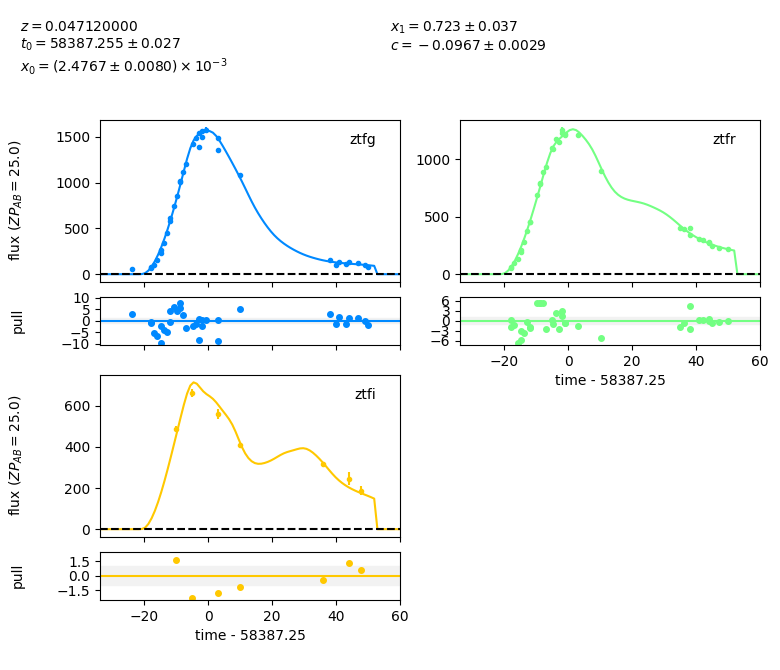 z = 0.047120000
t₀ = 58387.255 ± 0.027
x₀ = (2.4767 ± 0.0080) × 10⁻³
x₁ = 0.723 ± 0.037
c = −0.0967 ± 0.0029
flux (ZP_AB = 25.0)
1500
1000
500
0
ztfg
1000
500
0
ztfr
pull
10
5
0
−5
−10
6
3
0
−3
−6
−20
0
20
40
60
time - 58387.25
flux (ZP_AB = 25.0)
600
400
200
0
ztfi
pull
1.5
0.0
−1.5
−20
0
20
40
60
time - 58387.25